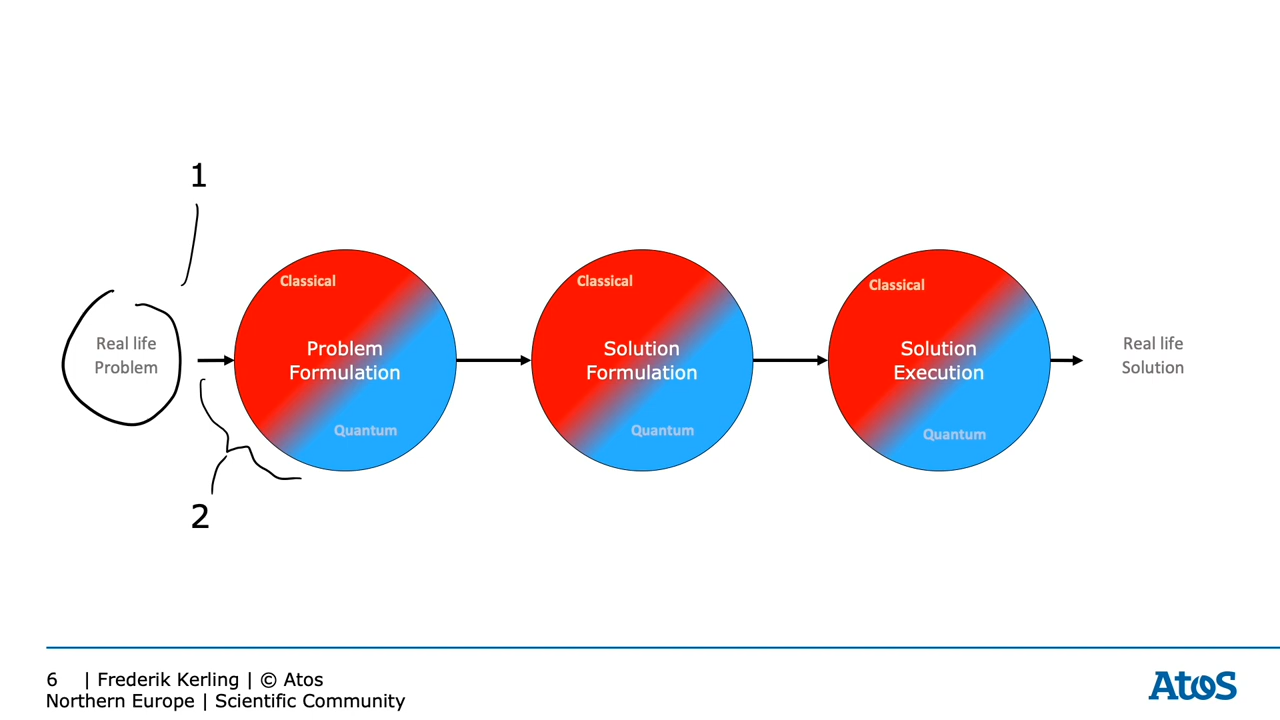 1
Classical
Classical
Classical
Real life
Problem
Problem
Formulation
Solution
Formulation
Solution
Execution
Real life
Solution
Quantum
Quantum
Quantum
2
6 | Frederik Kerling | © Atos
Northern Europe | Scientific Community
Atos